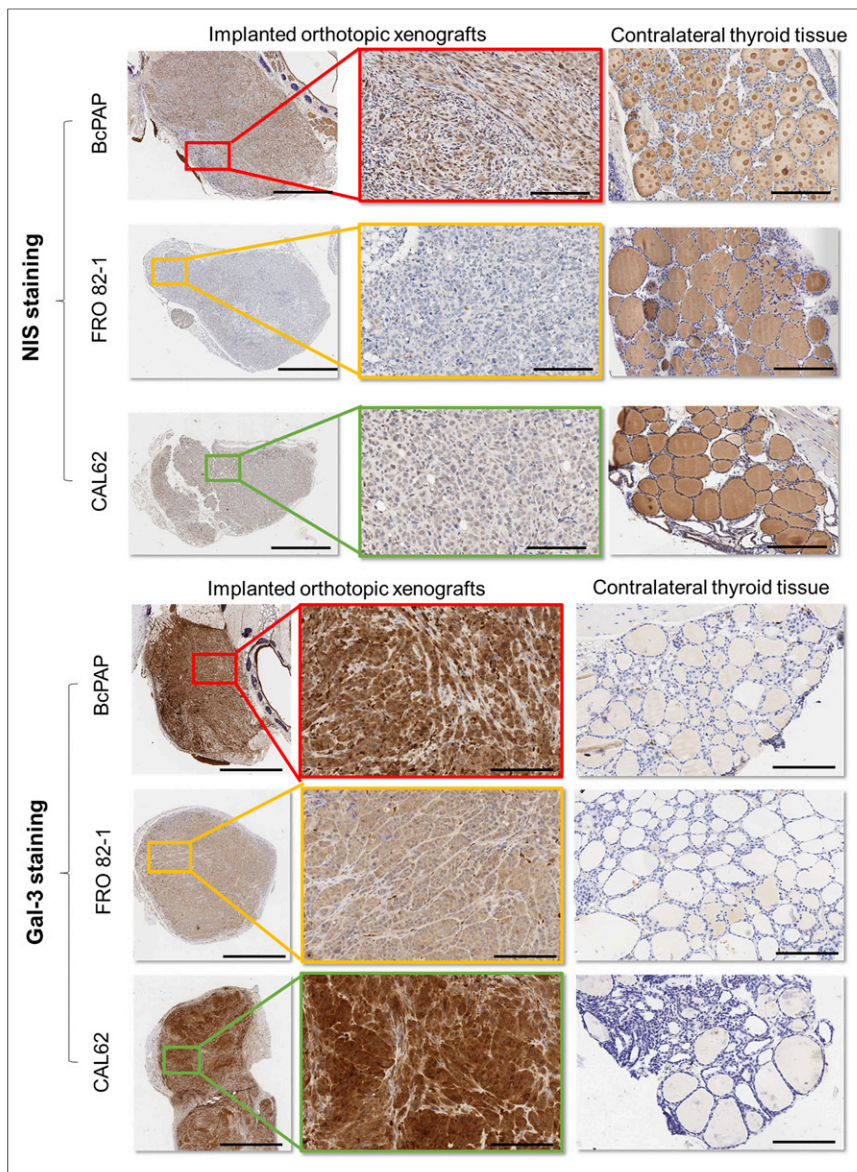 Implanted orthotopic xenografts
Contralateral thyroid tissue
NIS staining
BcPAP
FRO 82-1
CAL62
Implanted orthotopic xenografts
Contralateral thyroid tissue
Gal-3 staining
BcPAP
FRO 82-1
CAL62